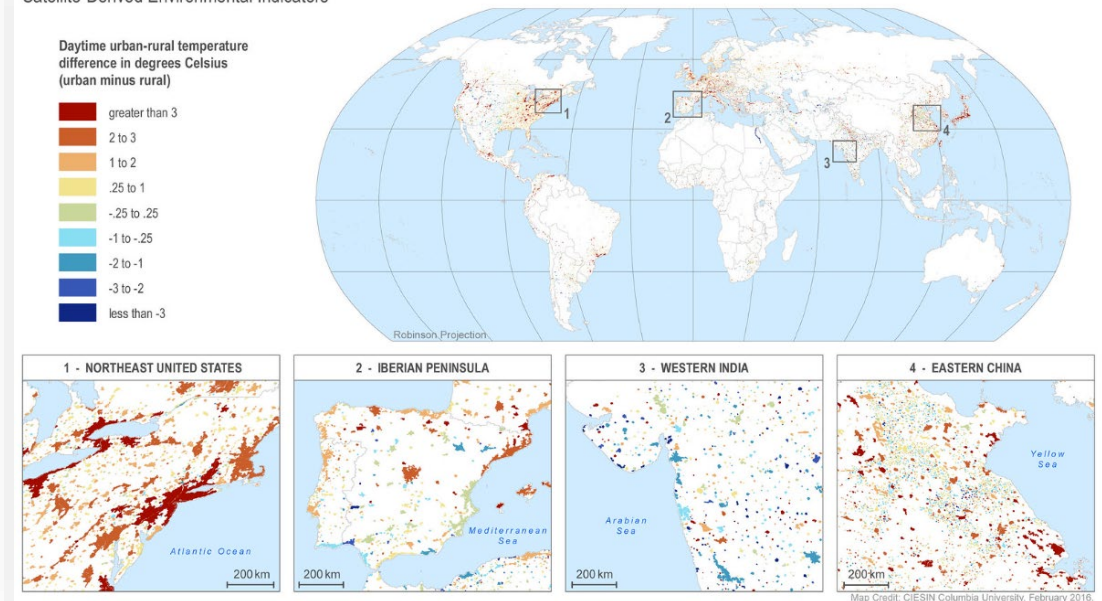 Satellite-Derived Environmental Indicators
Daytime urban-rural temperature
difference in degrees Celsius
(urban minus rural)
greater than 3
2 to 3
1 to 2
.25 to 1
-.25 to .25
-1 to -.25
-2 to -1
-3 to -2
less than -3
1
2
3
4
Robinson Projection
1 - NORTHEAST UNITED STATES
Atlantic Ocean
200 km
2 - IBERIAN PENINSULA
Mediterranean
Sea
200 km
3 - WESTERN INDIA
Arabian
Sea
200 km
4 - EASTERN CHINA
Yellow
Sea
200 km
Map Credit: CIESIN Columbia University, February 2016.